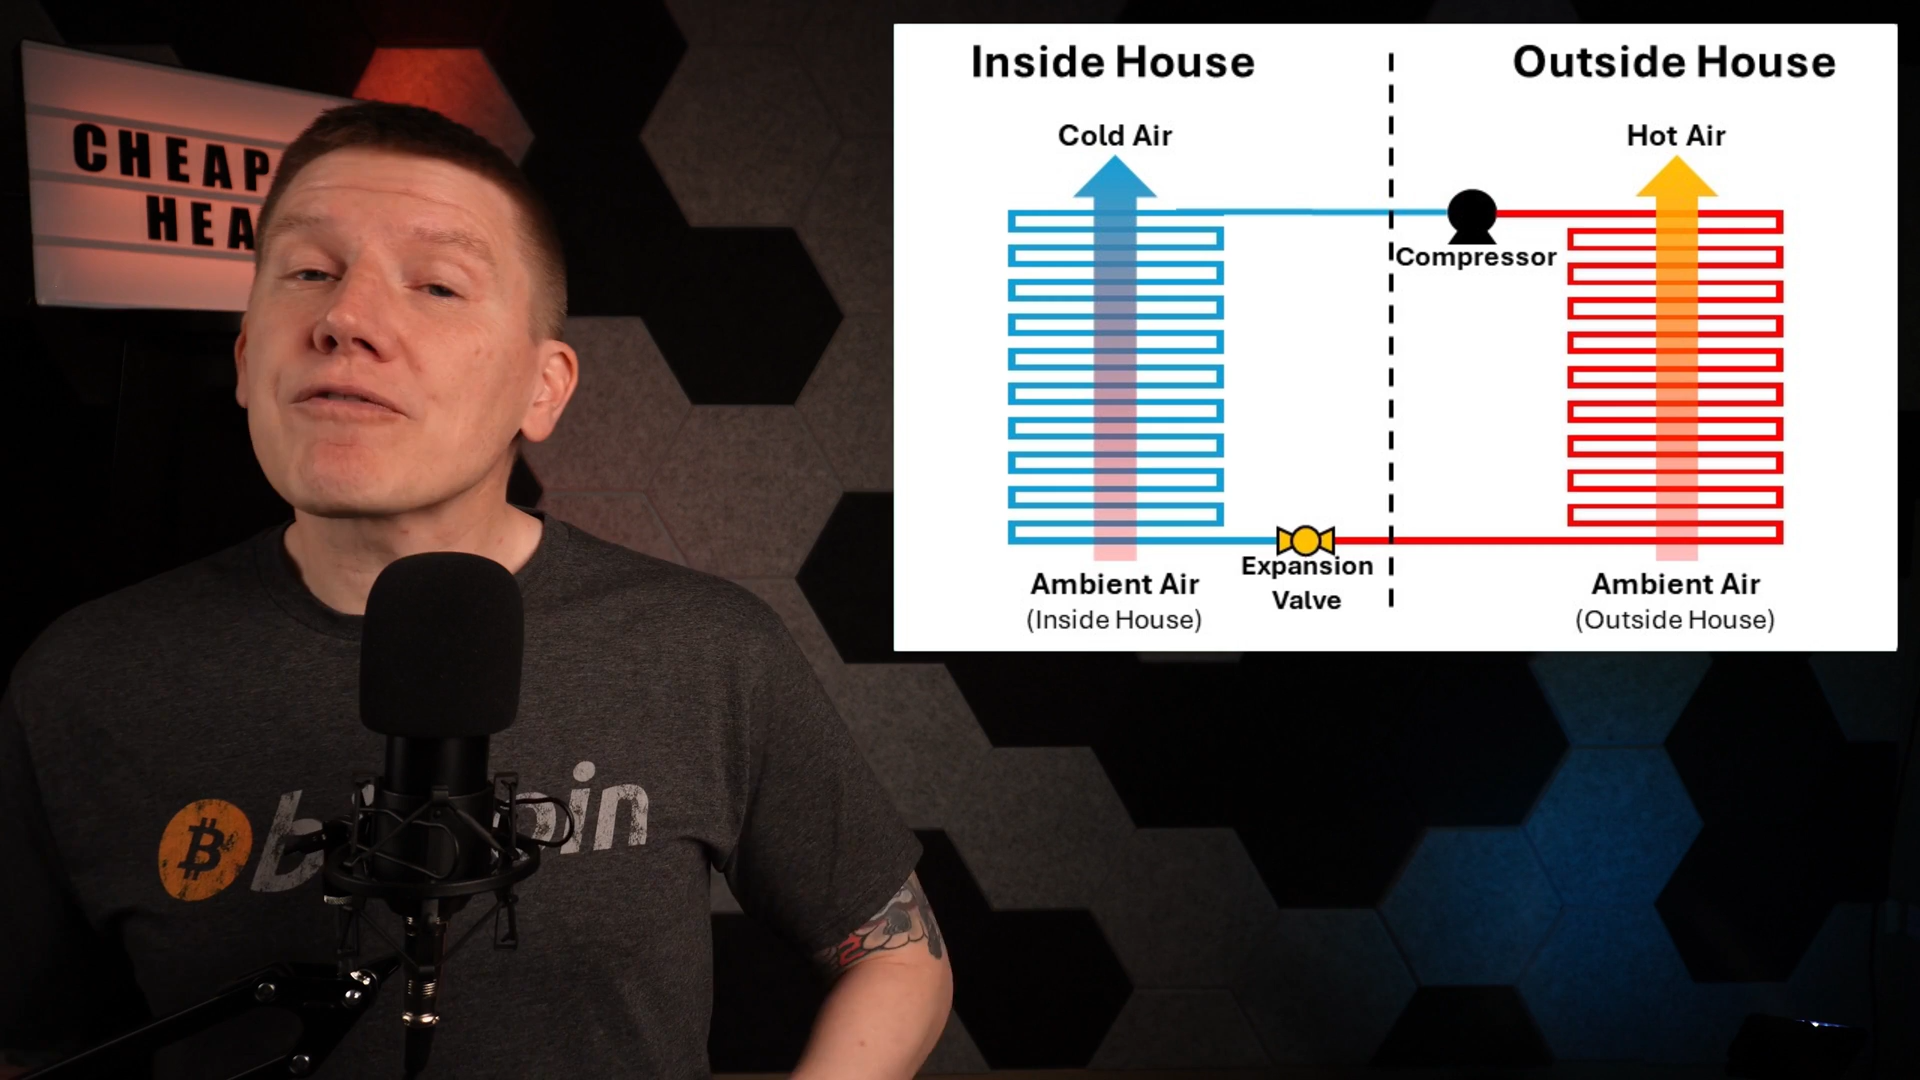 CHEAP
HEA
bitcoin
Inside House
Outside House
Cold Air
Hot Air
Compressor
Expansion
Valve
Ambient Air
(Inside House)
Ambient Air
(Outside House)